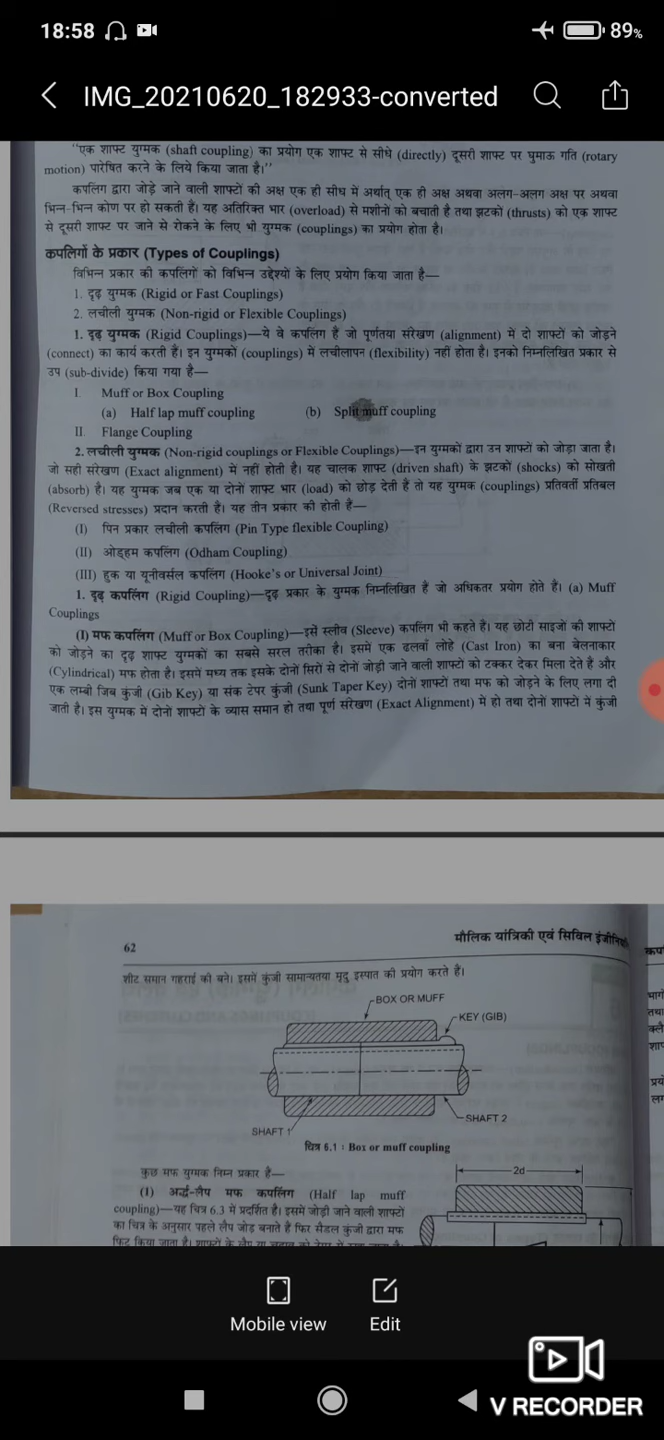 18:58
89%
IMG_20210620_182933-converted
"एक शाफ्ट युग्मक (shaft coupling) का प्रयोग एक शाफ्ट से सीधे (directly) दूसरी शाफ्ट पर घुमाऊ गति (rotary
motion) पारेषित करने के लिये किया जाता है।"
कपलिंग द्वारा जोड़े जाने वाली शाफ्टों की अक्ष एक ही सीध में अर्थात् एक ही अक्ष अथवा अलग-अलग अक्ष पर अथवा
भिन्न-भिन्न कोण पर हो सकती हैं। यह अतिरिक्त भार (overload) से मशीनों को बचाती है तथा झटकों (thrusts) को एक शाफ्ट
से दूसरी शाफ्ट पर जाने से रोकने के लिए भी युग्मक (couplings) का प्रयोग होता है।
कपलिंगों के प्रकार (Types of Couplings)
विभिन्न प्रकार की कपलिंगों को विभिन्न उद्देश्यों के लिए प्रयोग किया जाता है—
1. दृढ़ युग्मक (Rigid or Fast Couplings)
2. लचीली युग्मक (Non-rigid or Flexible Couplings)
1. दृढ़ युग्मक (Rigid Couplings)—ये वे कपलिंग हैं जो पूर्णतया संरेखण (alignment) में दो शाफ्टों को जोड़ने
(connect) का कार्य करती हैं। इन युग्मकों (couplings) में लचीलापन (flexibility) नहीं होता है। इनको निम्नलिखित प्रकार से
उप (sub-divide) किया गया है—
I. Muff or Box Coupling
(a) Half lap muff coupling (b) Split muff coupling
II. Flange Coupling
2. लचीली युग्मक (Non-rigid couplings or Flexible Couplings)—इन युग्मकों द्वारा उन शाफ्टों को जोड़ा जाता है।
जो सही संरेखण (Exact alignment) में नहीं होती है। यह चालक शाफ्ट (driven shaft) के झटकों (shocks) को सोखती
(absorb) है। यह युग्मक जब एक या दोनों शाफ्ट भार (load) को छोड़ देती हैं तो यह युग्मक (couplings) प्रतिवर्ती प्रतिबल
(Reversed stresses) प्रदान करती हैं। यह तीन प्रकार की होती हैं—
(I) पिन प्रकार लचीली कपलिंग (Pin Type flexible Coupling)
(II) ओड्हम कपलिंग (Odham Coupling)
(III) हुक या यूनीवर्सल कपलिंग (Hooke's or Universal Joint)
1. दृढ़ कपलिंग (Rigid Coupling)—दृढ़ प्रकार के युग्मक निम्नलिखित हैं जो अधिकतर प्रयोग होते हैं। (a) Muff
Couplings
(I) मफ कपलिंग (Muff or Box Coupling)—इसे स्लीव (Sleeve) कपलिंग भी कहते हैं। यह छोटी साइजों की शाफ्टों
को जोड़ने का दृढ़ शाफ्ट युग्मकों का सबसे सरल तरीका है। इसमें एक ढलवाँ लोहे (Cast Iron) का बना बेलनाकार
(Cylindrical) मफ होता है। इसमें मध्य तक इसके दोनों सिरों से दोनों जोड़ी जाने वाली शाफ्टों को टक्कर देकर मिला देते हैं और
एक लम्बी जिब कुंजी (Gib Key) या संक टेपर कुंजी (Sunk Taper Key) दोनों शाफ्टों तथा मफ को जोड़ने के लिए लगा दी
जाती है। इस युग्मक में दोनों शाफ्टों के व्यास समान हो तथा पूर्ण संरेखण (Exact Alignment) में हो तथा दोनों शाफ्टों में कुंजी
62
मौलिक यांत्रिकी एवं सिविल इंजीनि
शीट समान गहराई की बने। इसमें कुंजी सामान्यतया मृदु इस्पात की प्रयोग करते हैं।
BOX OR MUFF
KEY (GIB)
SHAFT 1
SHAFT 2
चित्र 6.1 : Box or muff coupling
कुछ मफ युग्मक निम्न प्रकार है—
2d
(1) अर्द्ध-लैप मफ कपलिंग (Half lap muff
coupling)—यह चित्र 6.3 में प्रदर्शित है। इसमें जोड़ी जाने वाली शाफ्टों
का चित्र के अनुसार पहले लैप जोड़ बनाते हैं फिर सैडल कुंजी द्वारा मफ
फिट किया जाता है।
Mobile view
Edit
V RECORDER